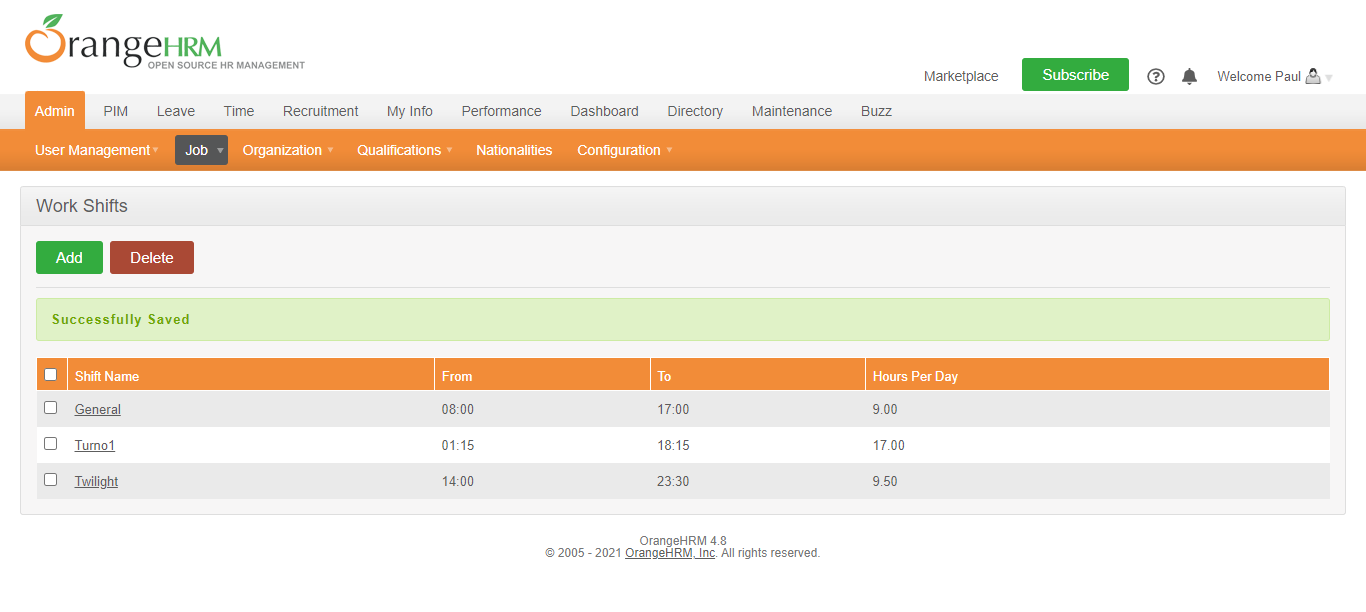 OrangeHRM
OPEN SOURCE HR MANAGEMENT
Marketplace Subscribe Welcome Paul
Admin PIM Leave Time Recruitment My Info Performance Dashboard Directory Maintenance Buzz
User Management Job Organization Qualifications Nationalities Configuration
Work Shifts
Add Delete
Successfully Saved
Shift Name From To Hours Per Day
General 08:00 17:00 9.00
Turno1 01:15 18:15 17.00
Twilight 14:00 23:30 9.50
OrangeHRM 4.8
© 2005 - 2021 OrangeHRM, Inc. All rights reserved.